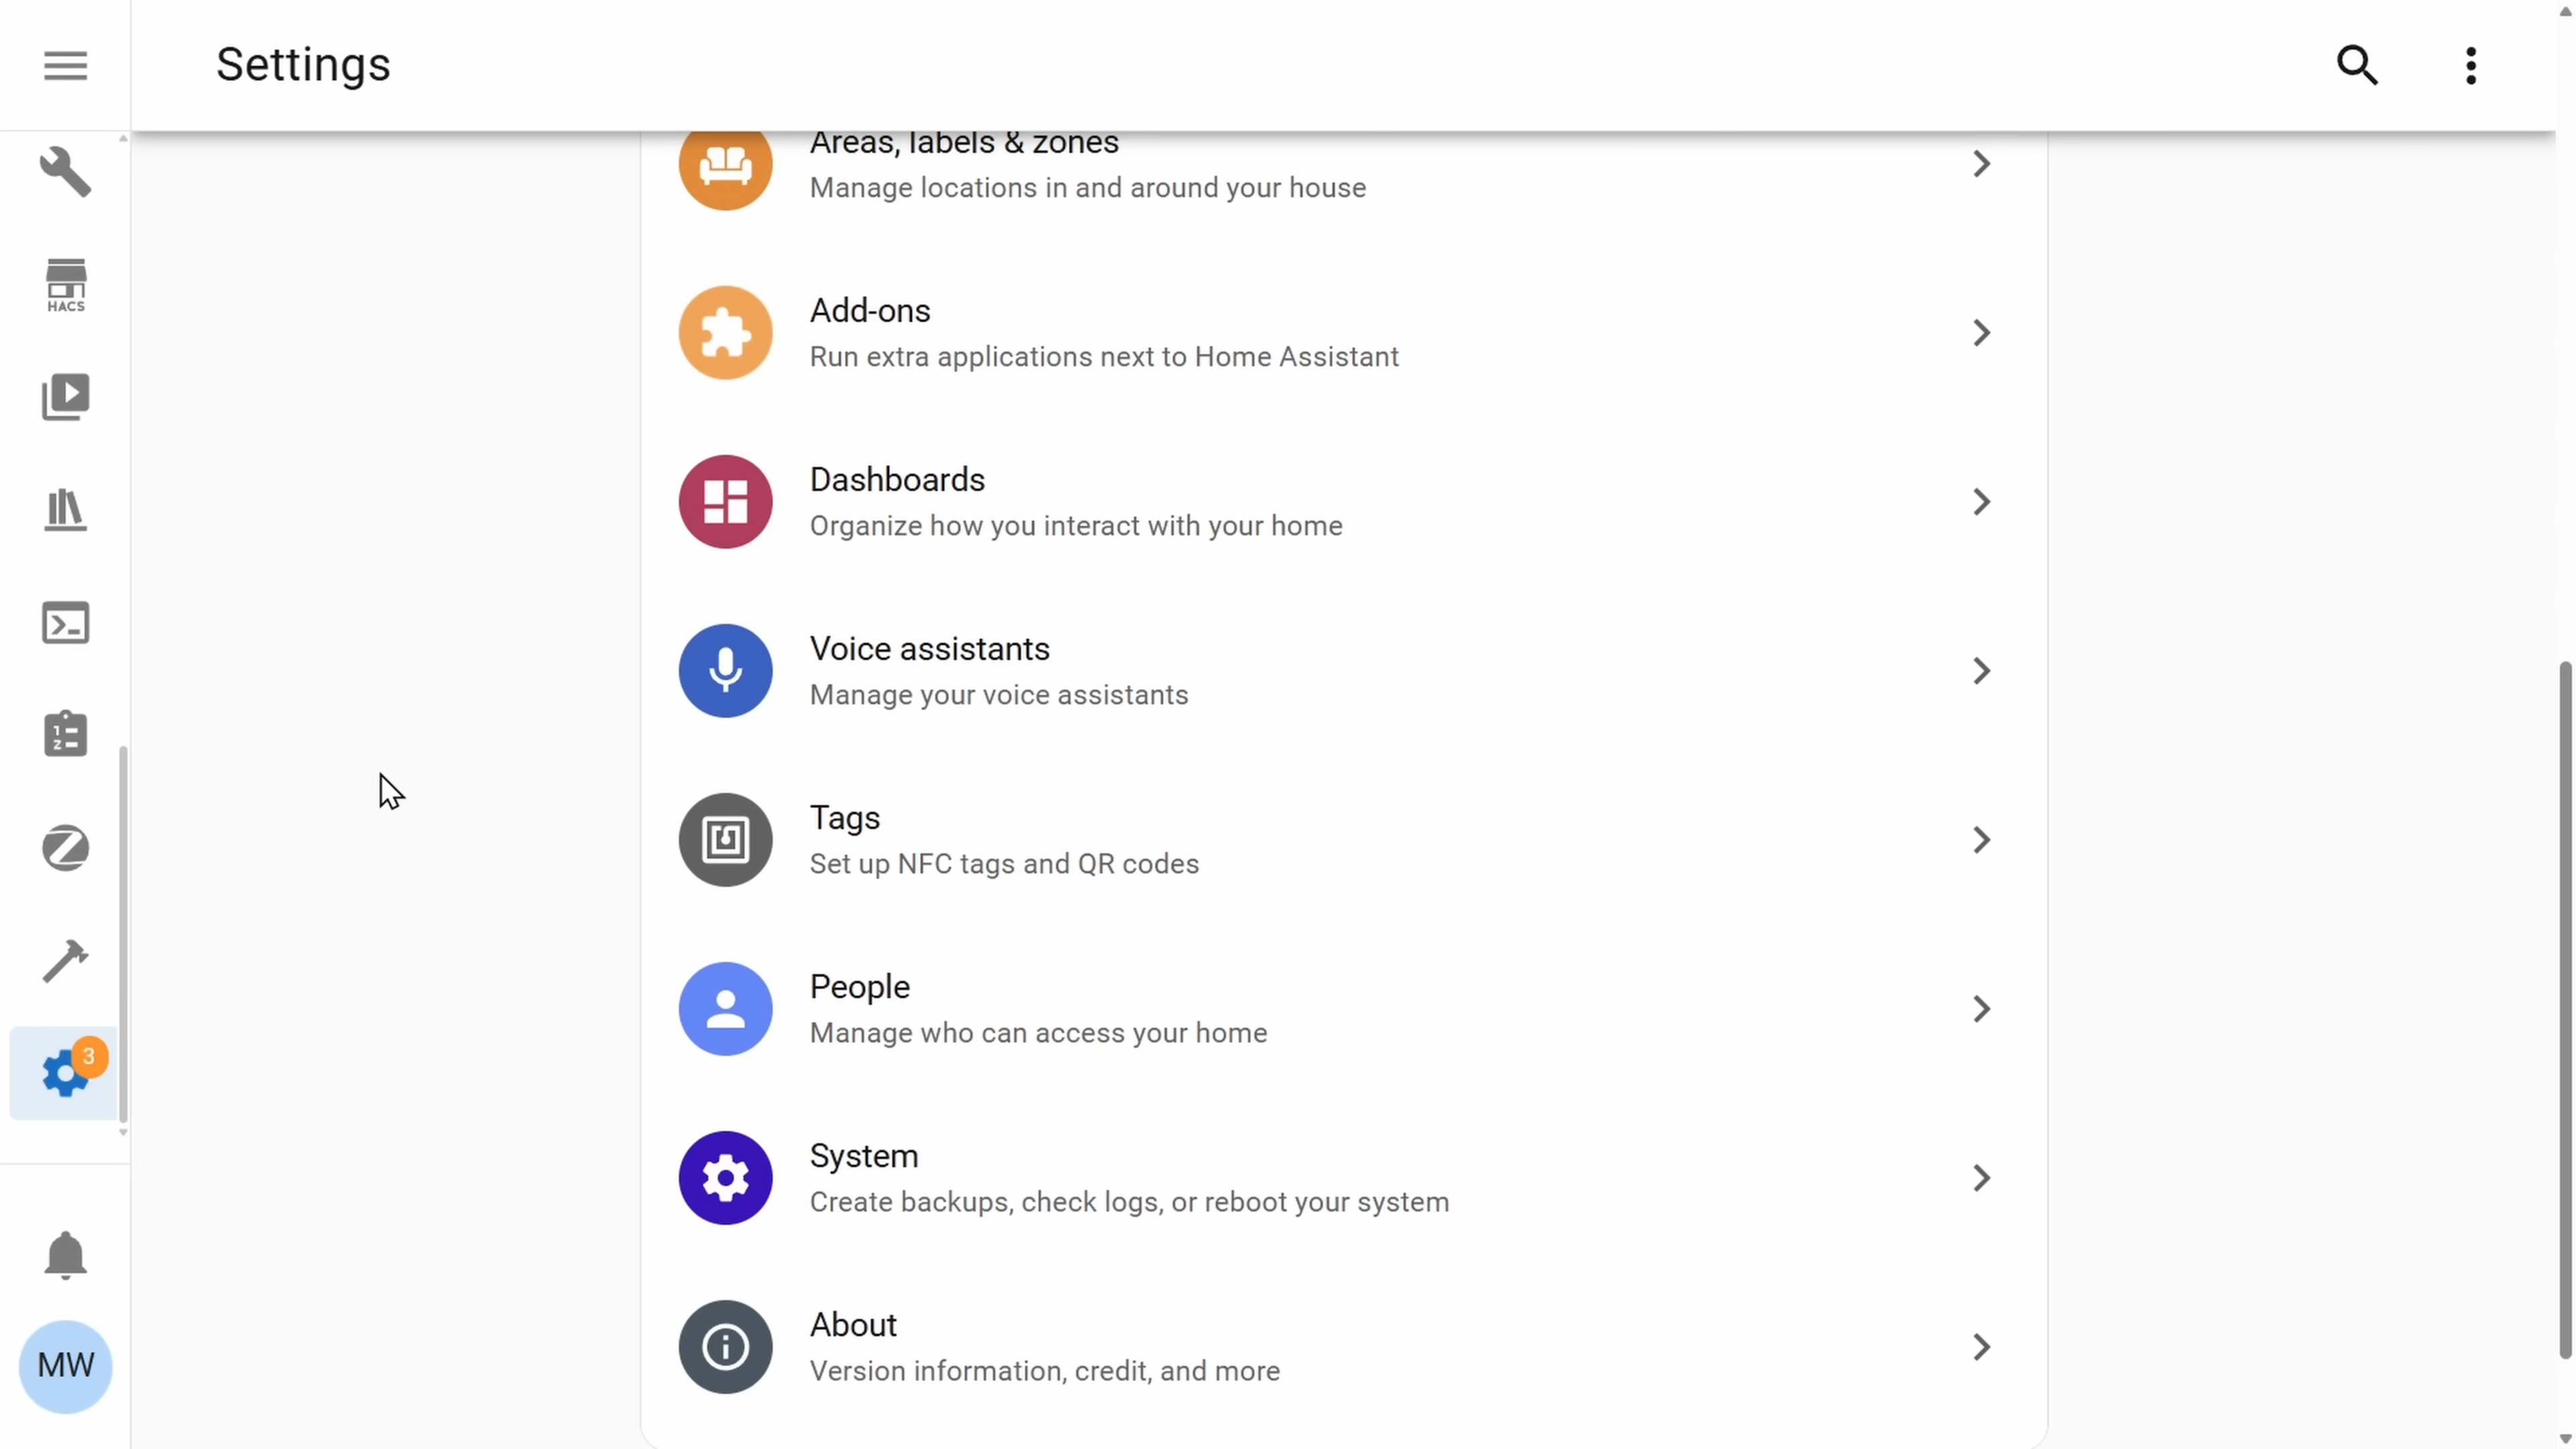 Settings
Areas, labels & zones
Manage locations in and around your house
HACS
Add-ons
Run extra applications next to Home Assistant
Dashboards
Organize how you interact with your home
Voice assistants
Manage your voice assistants
1
2
Tags
Set up NFC tags and QR codes
People
Manage who can access your home
3
System
Create backups, check logs, or reboot your system
About
Version information, credit, and more
MW